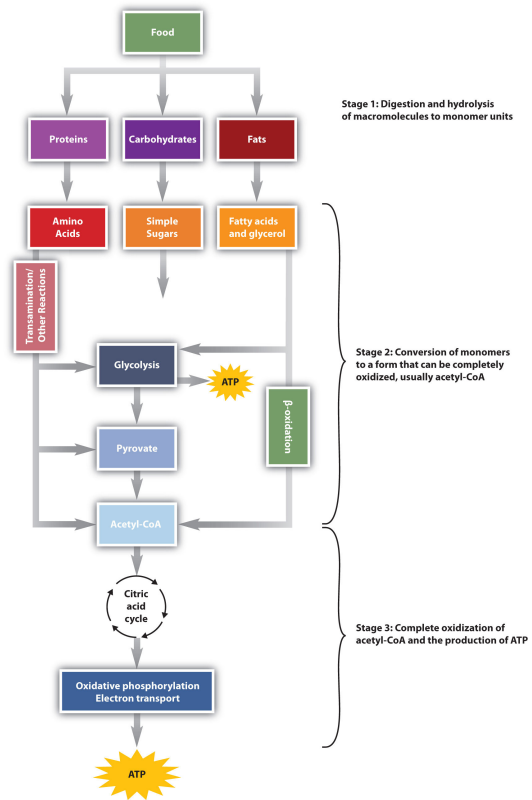 Food
Stage 1: Digestion and hydrolysis
of macromolecules to monomer units
Proteins
Carbohydrates
Fats
Amino
Acids
Simple
Sugars
Fatty acids
and glycerol
Transamination/
Other Reactions
Stage 2: Conversion of monomers
to a form that can be completely
oxidized, usually acetyl-CoA
Glycolysis
ATP
β-oxidation
Pyrovate
Acetyl-CoA
Citric
acid
cycle
Stage 3: Complete oxidization of
acetyl-CoA and the production of ATP
Oxidative phosphorylation
Electron transport
ATP